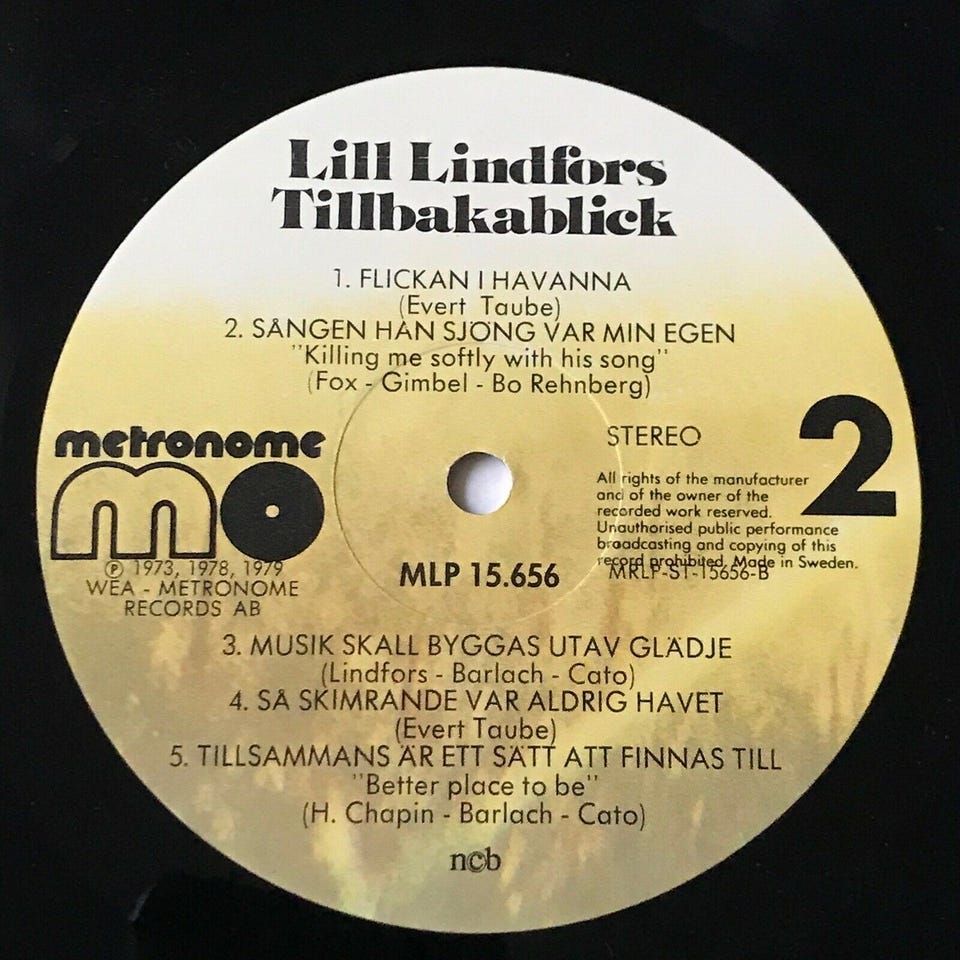 Lill Lindfors
Tillbakablick
1. FLICKAN I HAVANNA
(Evert Taube)
2. SÅNGEN HAN SJÖNG VAR MIN EGEN
"Killing me softly with his song"
(Fox - Gimbel - Bo Rehnberg)
metronome
mo
℗ 1973, 1978, 1979
WEA - METRONOME
RECORDS AB
MLP 15.656
STEREO
2
All rights of the manufacturer
and of the owner of the
recorded work reserved.
Unauthorised public performance
broadcasting and copying of this
record prohibited. Made in Sweden.
MRLP-ST-15656-B
3. MUSIK SKALL BYGGAS UTAV GLÄDJE
(Lindfors - Barlach - Cato)
4. SÅ SKIMRANDE VAR ALDRIG HAVET
(Evert Taube)
5. TILLSAMMANS ÄR ETT SÄTT ATT FINNAS TILL
"Better place to be"
(H. Chapin - Barlach - Cato)
n©b